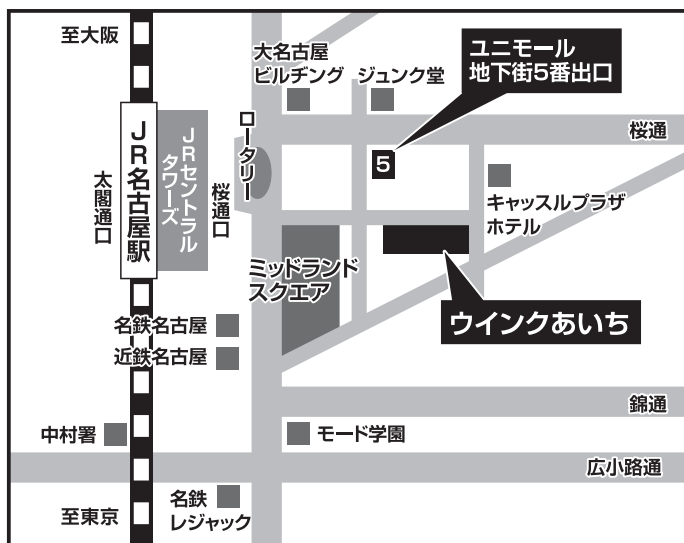 至大阪
大名古屋
ビルヂング
ジュンク堂
ユニモール
地下街5番出口
桜通
ロータリー
JR名古屋駅
JRセントラル
タワーズ
太閤通口
桜通口
5
キャッスルプラザ
ホテル
ミッドランド
スクエア
ウインクあいち
名鉄名古屋
近鉄名古屋
錦通
中村署
モード学園
広小路通
名鉄
レジャック
至東京